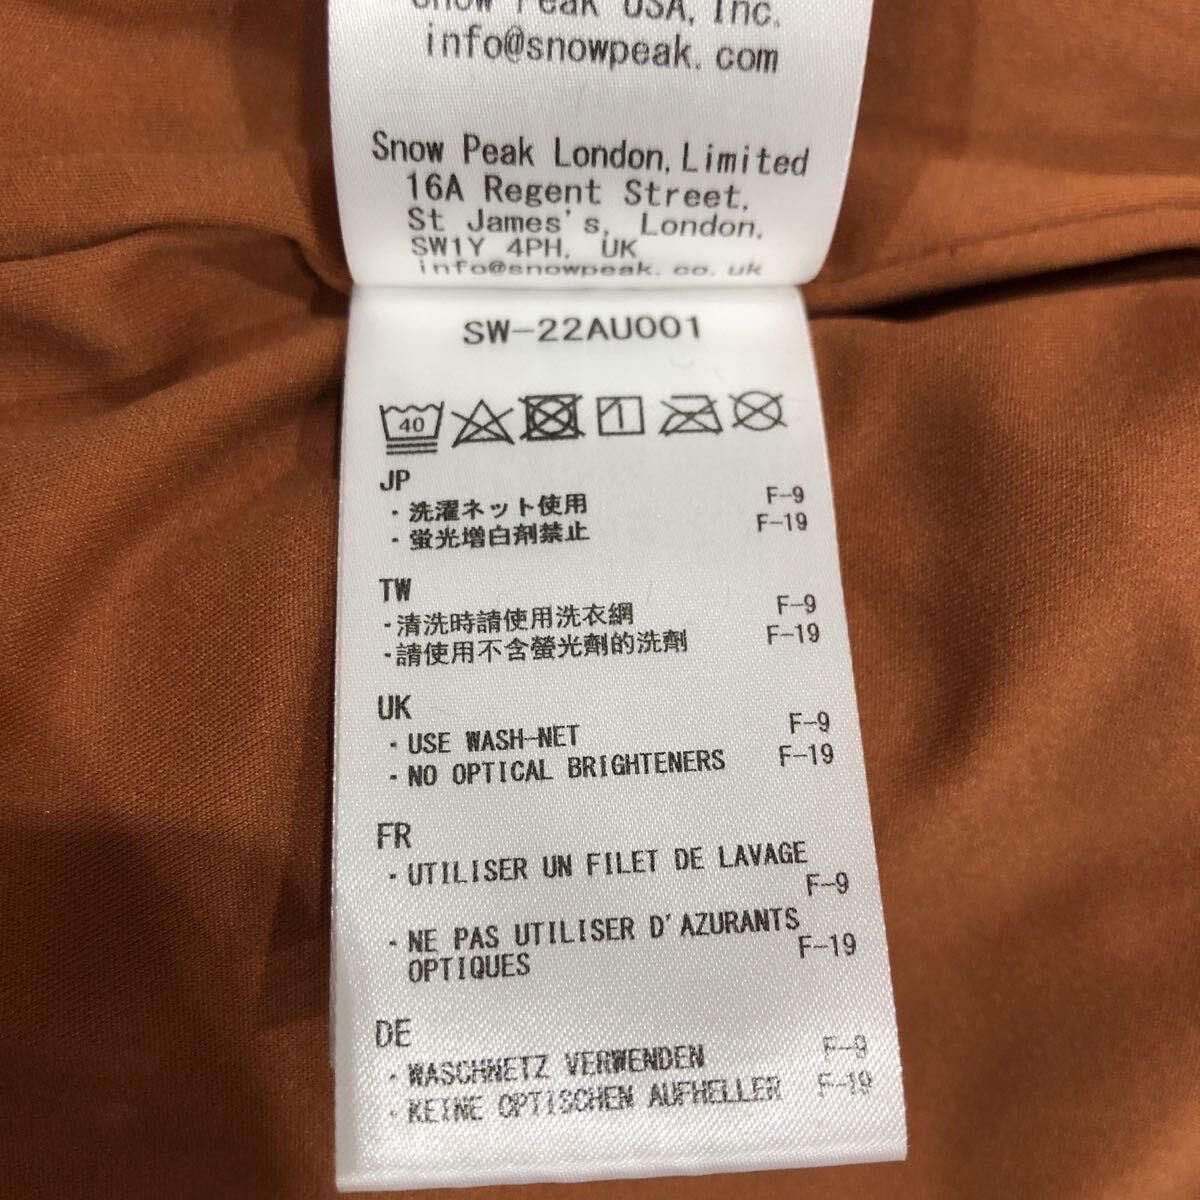 Snow Peak USA, Inc.
info@snowpeak.com
Snow Peak London, Limited
16A Regent Street,
St James's, London,
SW1Y 4PH, UK
info@snowpeak.co.uk
SW-22AU001
40
JP
・洗濯ネット使用 F-9
・蛍光増白剤禁止 F-19
TW
・清洗時請使用洗衣網 F-9
・請使用不含螢光劑的洗劑 F-19
UK
・USE WASH-NET F-9
・NO OPTICAL BRIGHTENERS F-19
FR
・UTILISER UN FILET DE LAVAGE
F-9
・NE PAS UTILISER D'AZURANTS
OPTIQUES F-19
DE
・WASCHNETZ VERWENDEN F-9
・KEINE OPTISCHEN AUFHELLER F-19